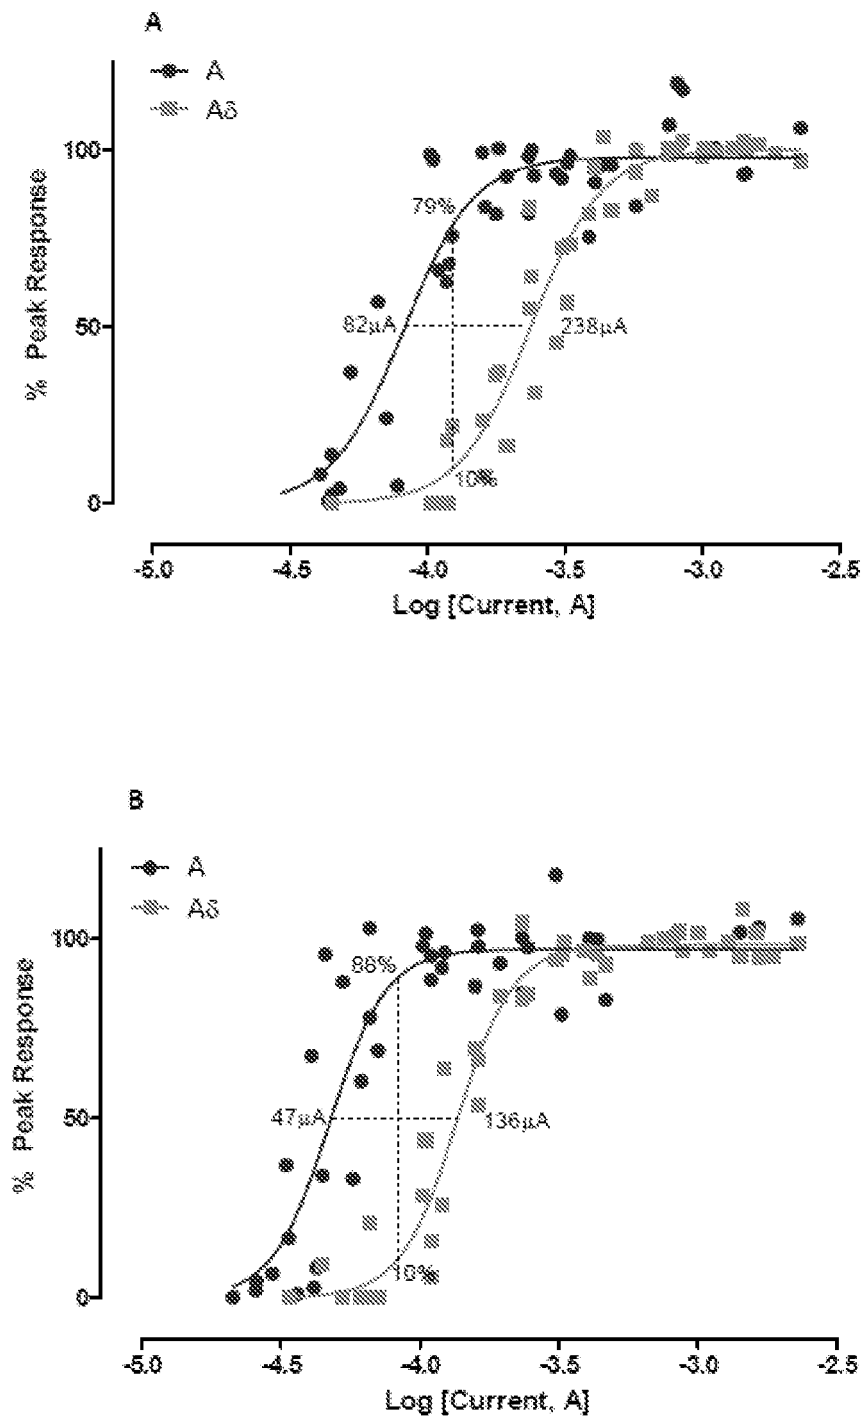 A
A
Aδ
100
79%
% Peak Response
50
82µA
238µA
10%
0
-5.0 -4.5 -4.0 -3.5 -3.0 -2.5
Log [Current, A]
B
A
Aδ
100
88%
% Peak Response
50
47µA
136µA
10%
0
-5.0 -4.5 -4.0 -3.5 -3.0 -2.5
Log [Current, A]